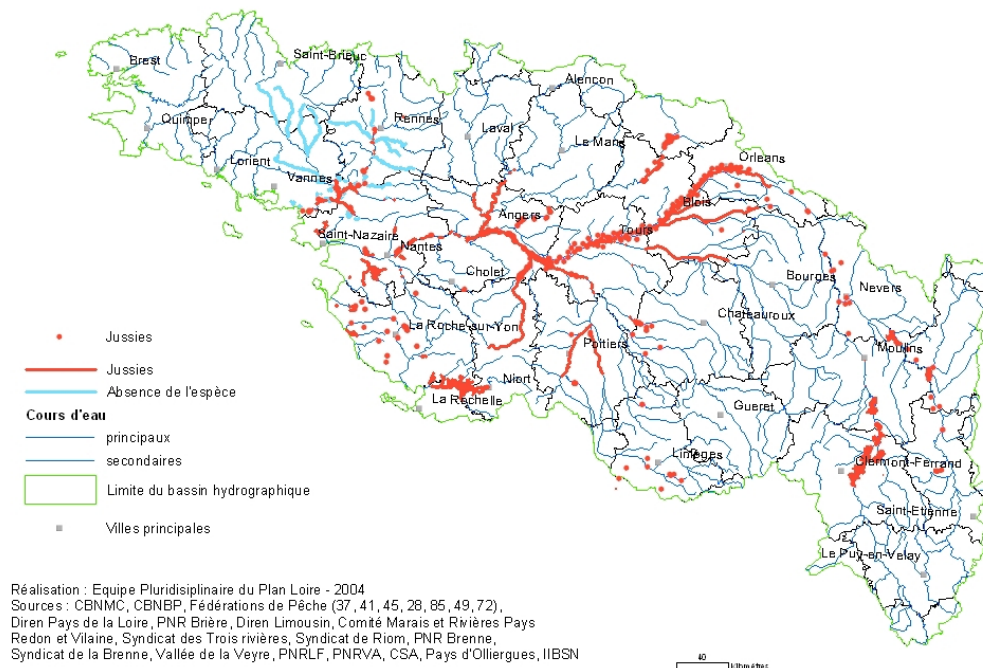 Brest
Saint-Brieuc
Alençon
Quimper
Rennes
Laval
Le Mans
Lorient
Vannes
Orleans
Blois
Angers
Tours
Saint-Nazaire
Nantes
Cholet
Bourges
Nevers
Chateauroux
La Roche-sur-Yon
Poitiers
Moulins
Niort
La Rochelle
Gueret
Limoges
Clermont-Ferrand
Saint-Etienne
Le Puy-en-Velay
Jussies
Jussies
Absence de l'espèce
Cours d'eau
principaux
secondaires
Limite du bassin hydrographique
Villes principales
Réalisation : Equipe Pluridisiplinaire du Plan Loire - 2004
Sources : CBNMC, CBNBP, Fédérations de Pêche (37, 41, 45, 28, 85, 49, 72),
Diren Pays de la Loire, PNR Brière, Diren Limousin, Comité Marais et Rivières Pays
Redon et Vilaine, Syndicat des Trois rivières, Syndicat de Riom, PNR Brenne,
Syndicat de la Brenne, Vallée de la Veyre, PNRLF, PNRVA, CSA, Pays d'Olliergues, IIBSN
40
kilomètres